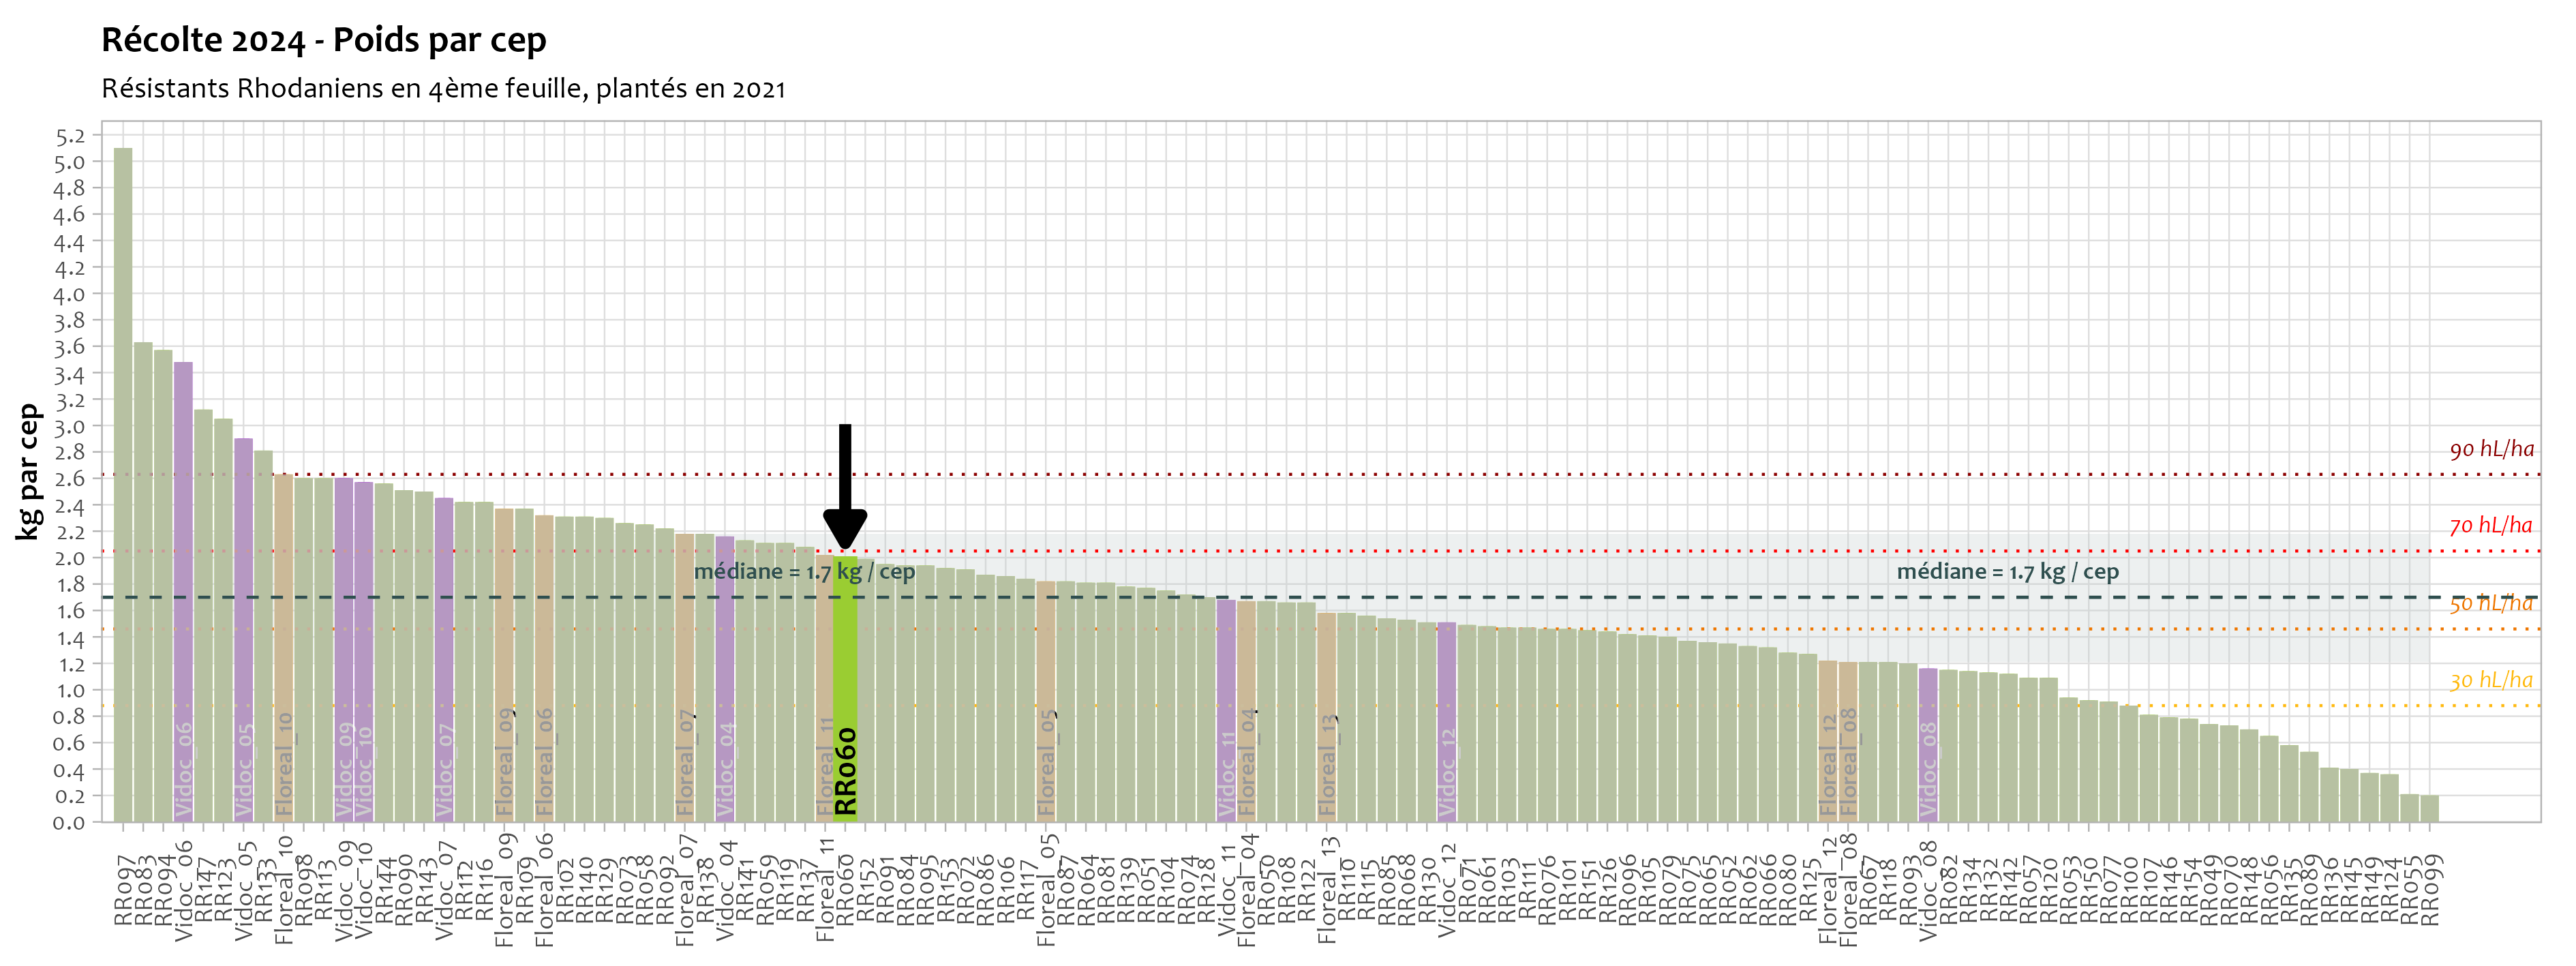 Récolte 2024 - Poids par cep
Résistants Rhodaniens en 4ème feuille, plantés en 2021
kg par cep
5.2
5.0
4.8
4.6
4.4
4.2
4.0
3.8
3.6
3.4
3.2
3.0
2.8
2.6
2.4
2.2
2.0
1.8
1.6
1.4
1.2
1.0
0.8
0.6
0.4
0.2
0.0
90 hL/ha
70 hL/ha
médiane = 1.7 kg / cep
médiane = 1.7 kg / cep
50 hL/ha
30 hL/ha
Vidoc_06
Vidoc_05
Floreal_10
Vidoc_09
Vidoc_10
Vidoc_07
Floreal_09
Floreal_06
Floreal_07
Vidoc_04
Floreal_11
RR060
Floreal_05
Vidoc_11
Floreal_04
Floreal_13
Vidoc_12
Floreal_12
Floreal_08
Vidoc_08
RR097
RR083
RR094
Vidoc_06
RR147
RR123
Vidoc_05
RR133
Floreal_10
RR098
RR113
Vidoc_09
Vidoc_10
RR144
RR090
RR143
Vidoc_07
RR112
RR116
Floreal_09
RR109
Floreal_06
RR102
RR140
RR129
RR073
RR058
RR092
Floreal_07
RR138
Vidoc_04
RR141
RR059
RR119
RR137
Floreal_11
RR060
RR152
RR091
RR084
RR095
RR153
RR072
RR086
RR106
RR117
Floreal_05
RR087
RR064
RR081
RR139
RR051
RR104
RR074
RR128
Vidoc_11
Floreal_04
RR050
RR108
RR122
Floreal_13
RR110
RR115
RR085
RR068
RR130
Vidoc_12
RR071
RR061
RR103
RR111
RR076
RR101
RR151
RR126
RR096
RR105
RR079
RR075
RR065
RR052
RR062
RR066
RR080
RR125
Floreal_12
Floreal_08
RR067
RR118
RR093
Vidoc_08
RR082
RR134
RR132
RR142
RR057
RR120
RR053
RR150
RR077
RR100
RR107
RR146
RR154
RR049
RR070
RR148
RR056
RR135
RR089
RR136
RR145
RR149
RR124
RR055
RR099